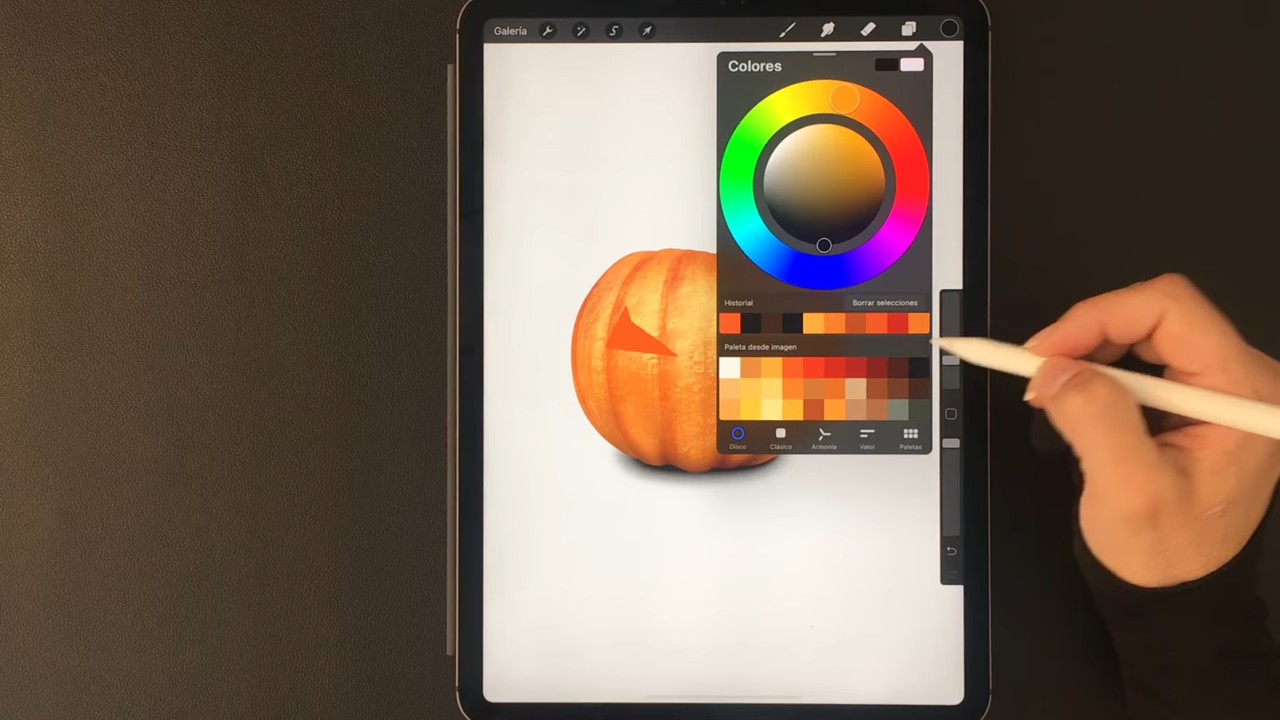 Galería
Colores
Historial
Borrar selecciones
Paleta desde imagen
Disco
Clásico
Armonía
Valor
Paletas